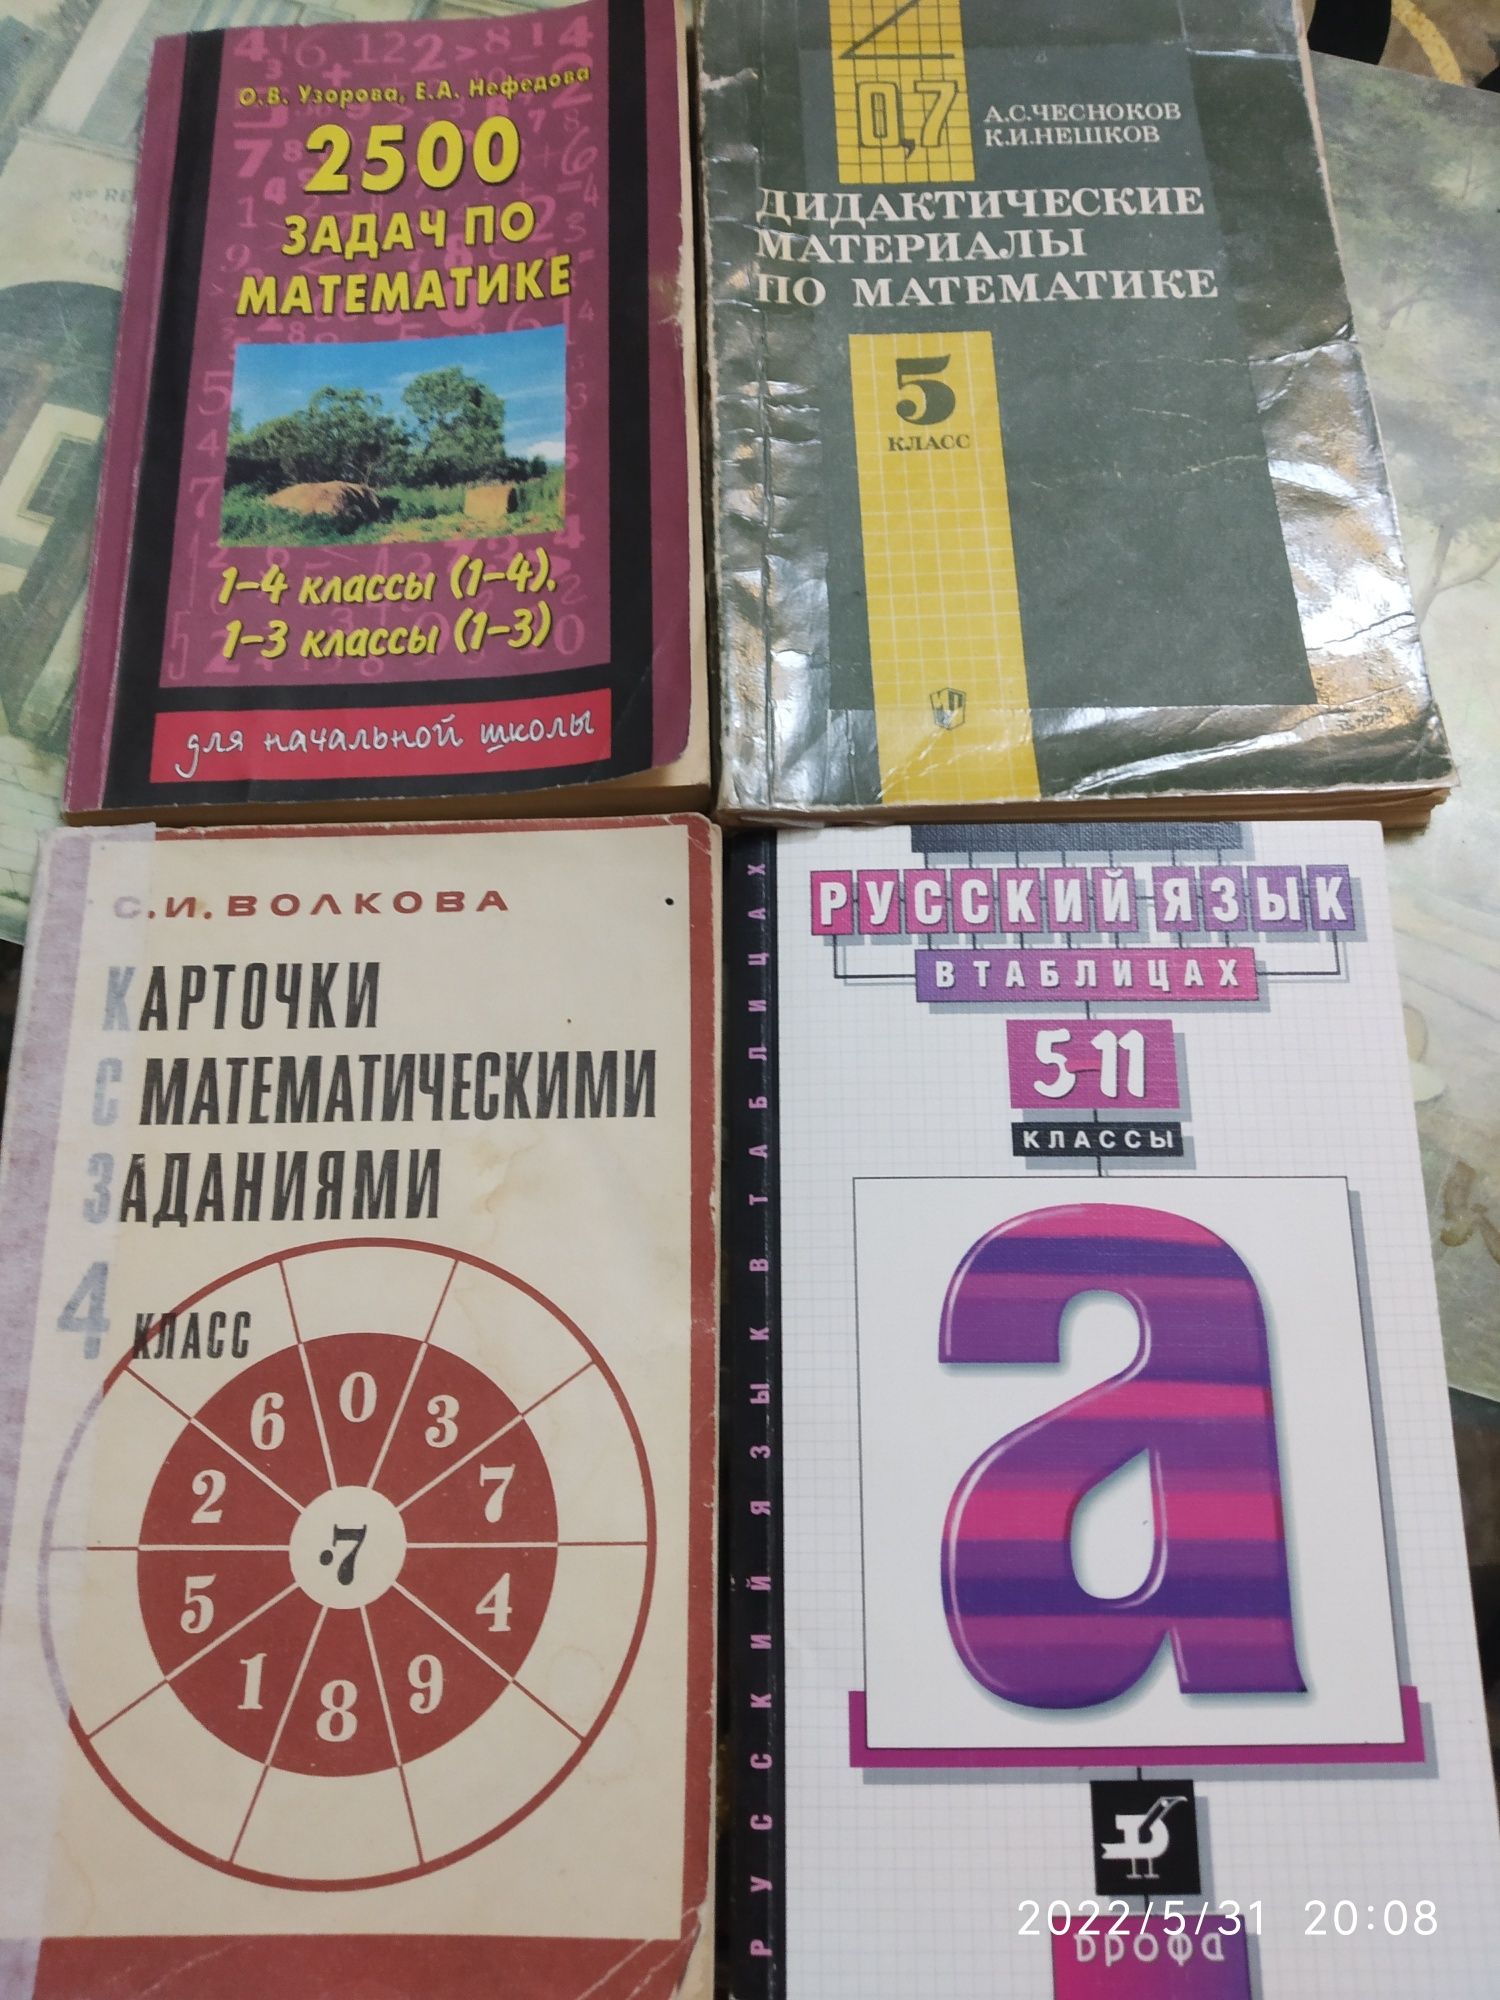 О.В. Узорова, Е.А. Нефедова
2500
ЗАДАЧ ПО
МАТЕМАТИКЕ
1–4 классы (1–4),
1–3 классы (1–3)
для начальной школы
0,7
А.С.ЧЕСНОКОВ
К.И.НЕШКОВ
ДИДАКТИЧЕСКИЕ
МАТЕРИАЛЫ
ПО МАТЕМАТИКЕ
5
КЛАСС
С.И.ВОЛКОВА
КАРТОЧКИ
С МАТЕМАТИЧЕСКИМИ
ЗАДАНИЯМИ
4 КЛАСС
0
3
7
4
9
8
1
5
2
6
·7
РУССКИЙ ЯЗЫК В ТАБЛИЦАХ
РУССКИЙ ЯЗЫК
В ТАБЛИЦАХ
5-11
КЛАССЫ
а
дрофа
2022/5/31 20:08